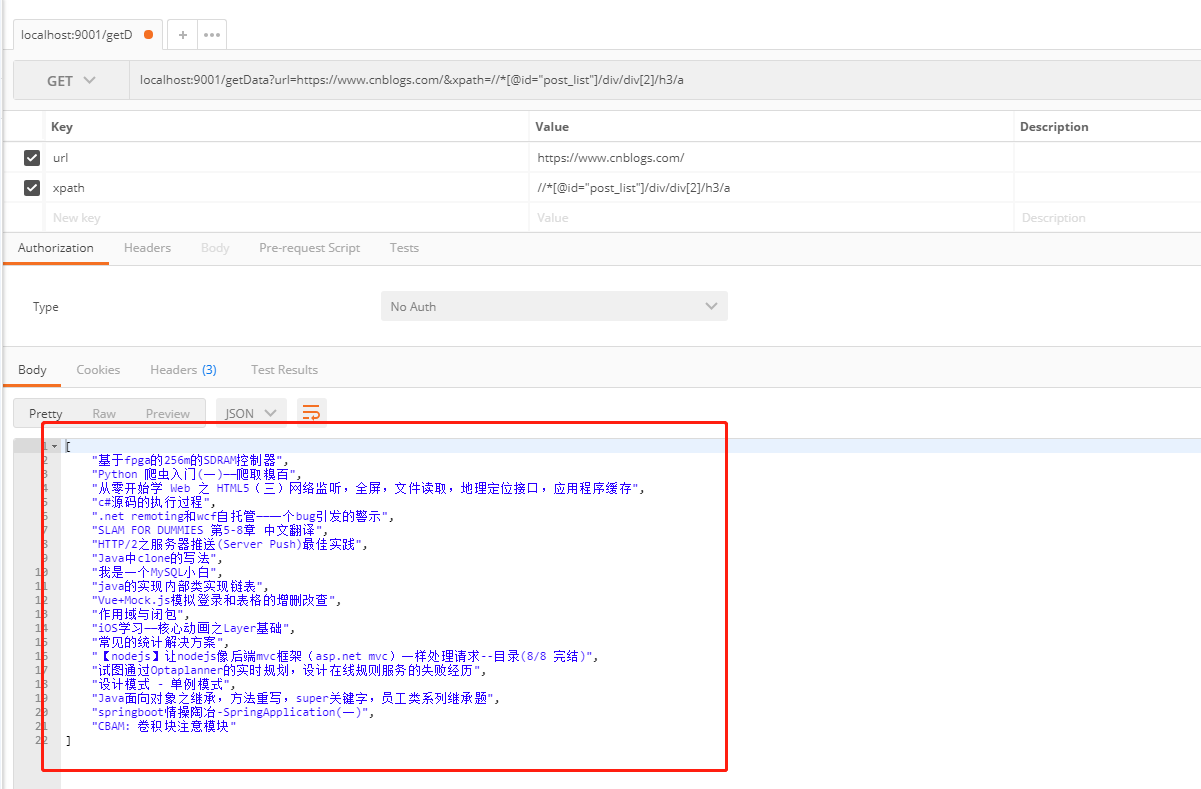 localhost:9001/getD
+ •••
GET localhost:9001/getData?url=https://www.cnblogs.com/&xpath=//*[@id="post_list"]/div/div[2]/h3/a
Key Value Description
url https://www.cnblogs.com/
xpath //*[@id="post_list"]/div/div[2]/h3/a
New key Value Description
Authorization Headers Body Pre-request Script Tests
Type No Auth
Body Cookies Headers (3) Test Results
Pretty Raw Preview JSON
1 [
2 "基于fpga的256m的SDRAM控制器",
3 "Python 爬虫入门(一)——爬取糗百",
4 "从零开始学 Web 之 HTML5（三）网络监听，全屏，文件读取，地理定位接口，应用程序缓存",
5 "c#源码的执行过程",
6 ".net remoting和wcf自托管——一个bug引发的警示",
7 "SLAM FOR DUMMIES 第5-8章 中文翻译",
8 "HTTP/2之服务器推送(Server Push)最佳实践",
9 "Java中clone的写法",
10 "我是一个MySQL小白",
11 "java的实现内部类实现链表",
12 "Vue+Mock.js模拟登录和表格的增删改查",
13 "作用域与闭包",
14 "iOS学习——核心动画之Layer基础",
15 "常见的统计解决方案",
16 "【nodejs】让nodejs像后端mvc框架（asp.net mvc）一样处理请求--目录(8/8 完结)",
17 "试图通过Optaplanner的实时规划，设计在线规则服务的失败经历",
18 "设计模式 - 单例模式",
19 "Java面向对象之继承，方法重写，super关键字，员工类系列继承题",
20 "springboot情操陶冶-SpringApplication(一)",
21 "CBAM: 卷积块注意模块"
22 ]